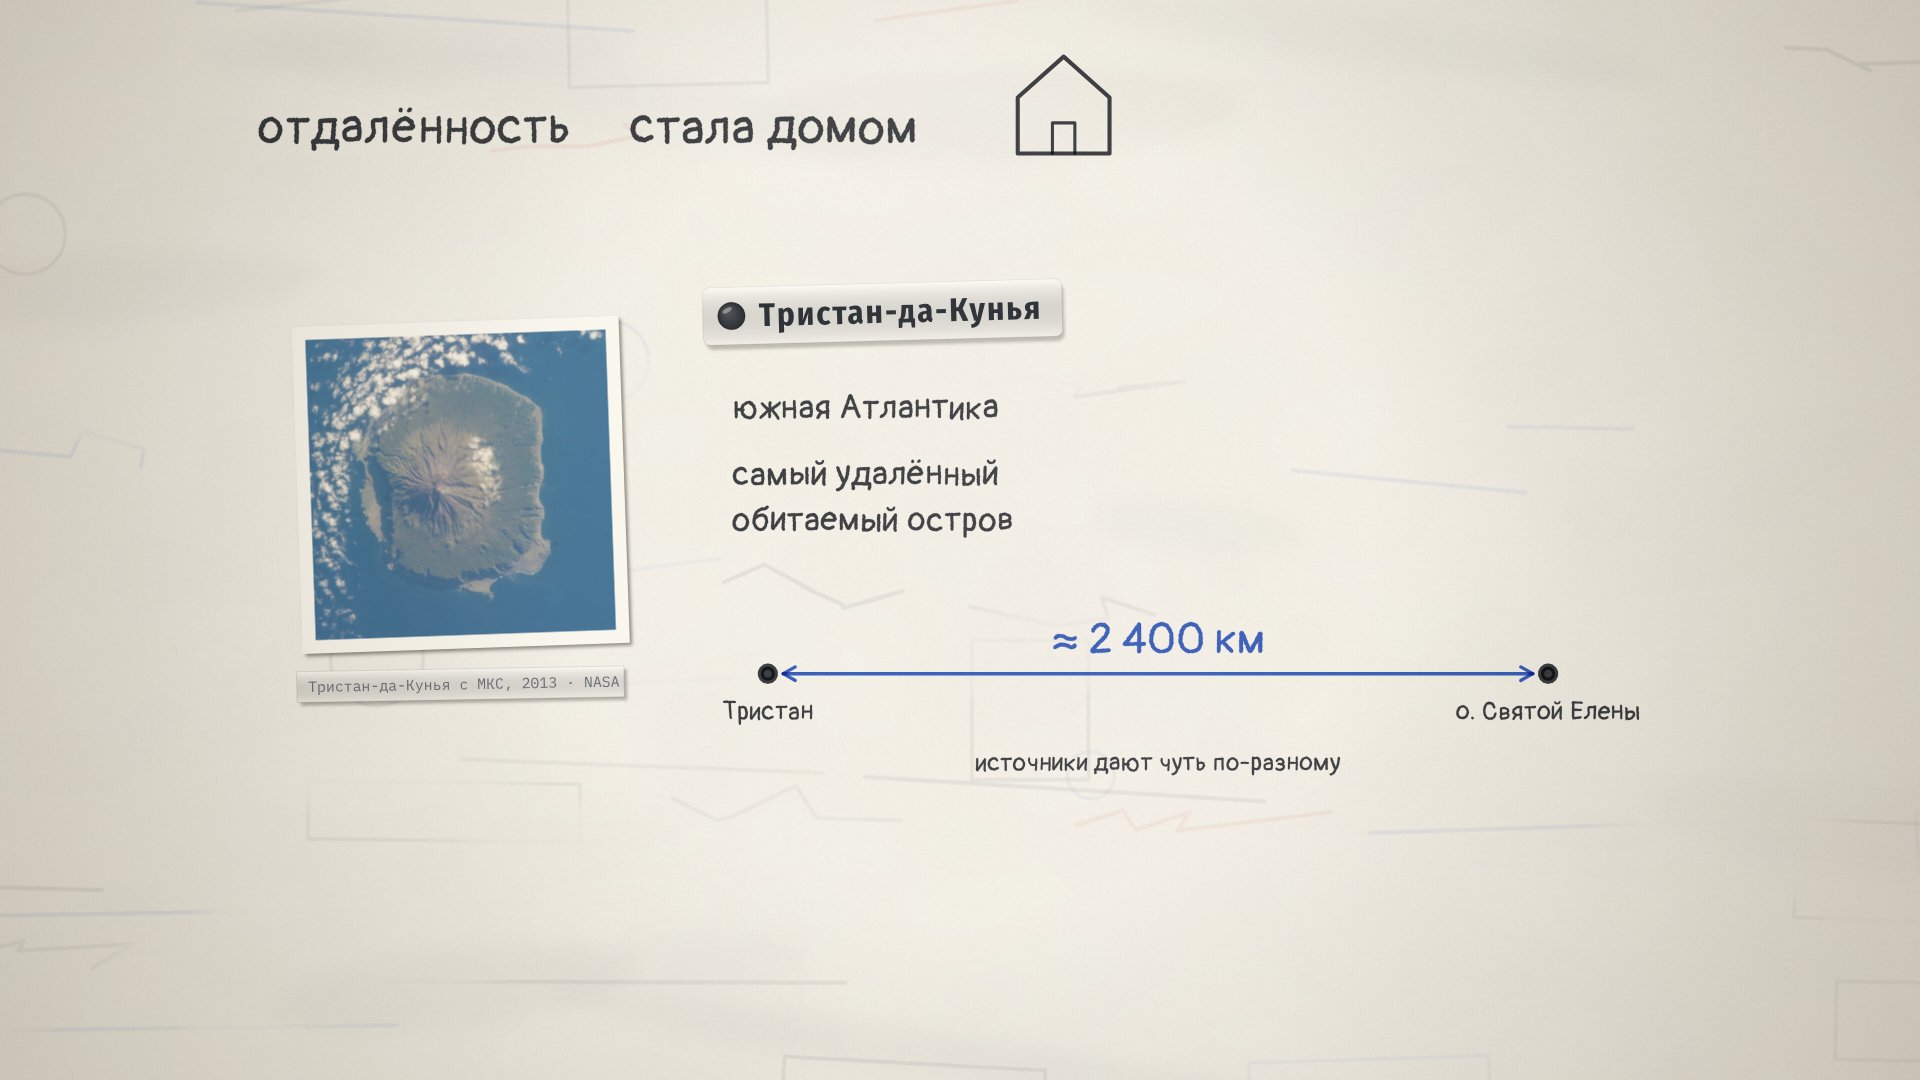 отдалённость стала домом
Тристан-да-Кунья
южная Атлантика
самый удалённый
обитаемый остров
Тристан-да-Кунья с МКС, 2013 · NASA
≈ 2 400 км
Тристан
о. Святой Елены
источники дают чуть по-разному